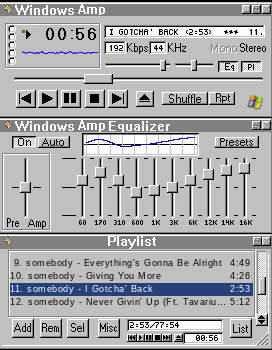 Windows Amp
00:56
I GOTCHA' BACK (2:53) *** 11.
192 Kbps 44 KHz Mono Stereo
Eq Pl
Shuffle Rpt
Windows Amp Equalizer
On Auto Presets
Pre Amp 60 170 310 600 1K 3K 6K 12K 14K 16K
Playlist
9. somebody - Everything's Gonna Be Alright 4:49
10. somebody - Giving You More 4:26
11. somebody - I Gotcha' Back 2:53
12. somebody - Never Givin' Up (Ft. Tavariu... 5:12
Add Rem Sel Misc 2:53/77:54 List
00:56